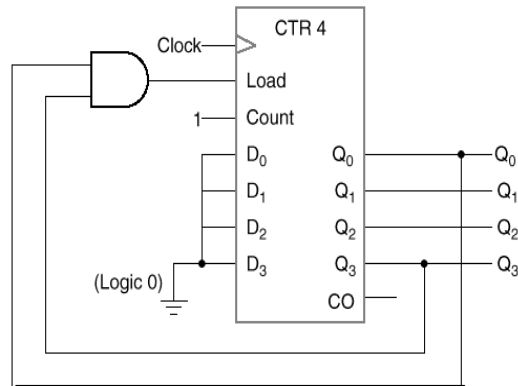 CTR 4
Clock
Load
1 Count
D₀ Q₀ Q₀
D₁ Q₁ Q₁
D₂ Q₂ Q₂
D₃ Q₃ Q₃
(Logic 0)
CO